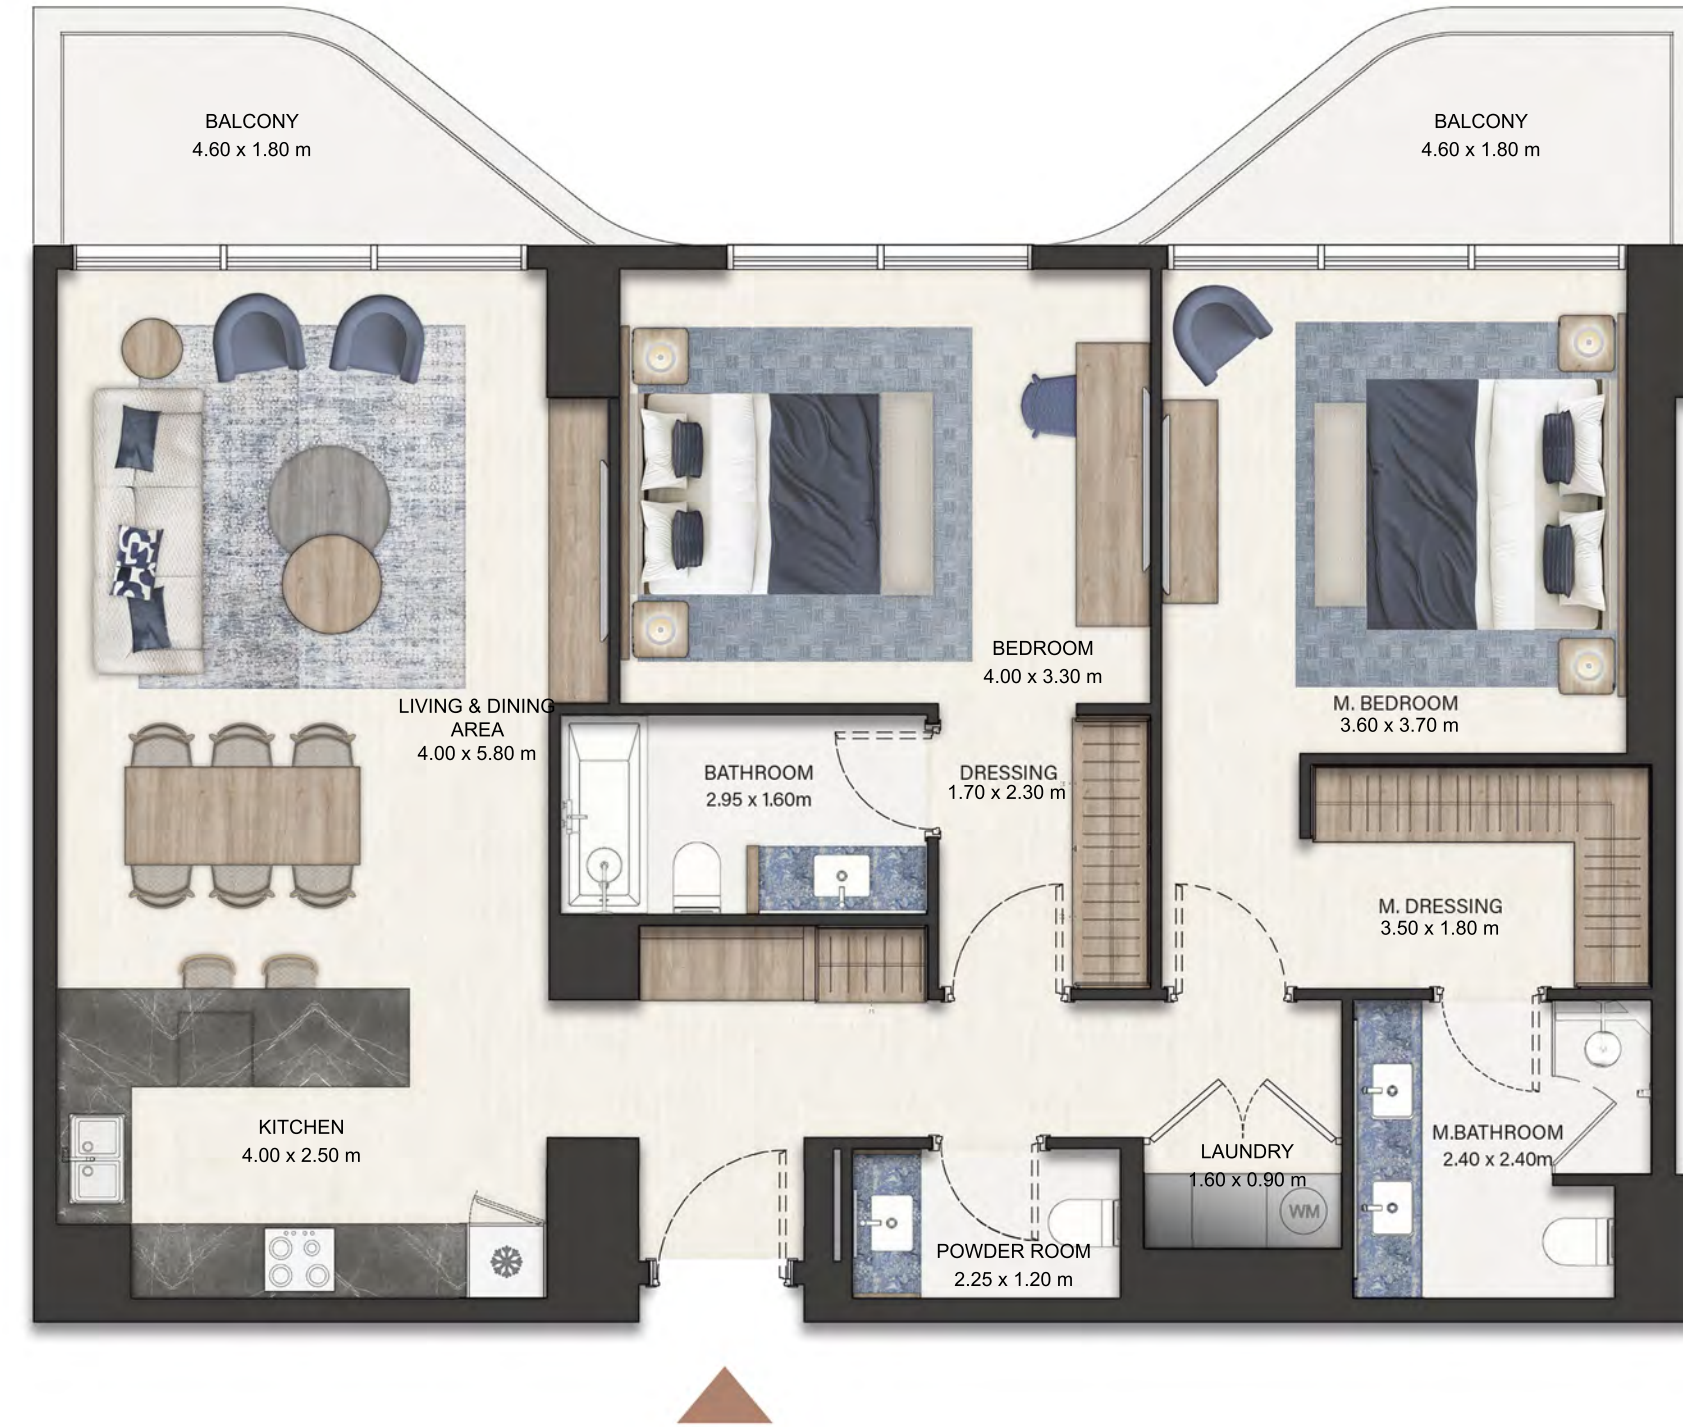 BALCONY
4.60 x 1.80 m
BALCONY
4.60 x 1.80 m
BEDROOM
4.00 x 3.30 m
LIVING & DINING
AREA
4.00 x 5.80 m
M. BEDROOM
3.60 x 3.70 m
BATHROOM
2.95 x 1.60m
DRESSING
1.70 x 2.30 m
M. DRESSING
3.50 x 1.80 m
KITCHEN
4.00 x 2.50 m
LAUNDRY
1.60 x 0.90 m
WM
M.BATHROOM
2.40 x 2.40m
POWDER ROOM
2.25 x 1.20 m